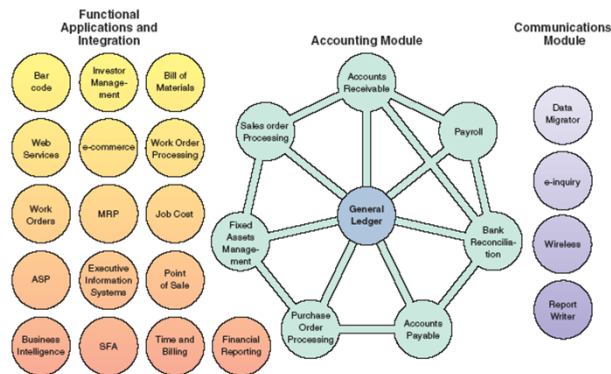 Functional
Applications and
Integration
Accounting Module
Communications
Module
Bar
code
Investor
Manage-
ment
Bill of
Materials
Web
Services
e-commerce
Work Order
Processing
Work
Orders
MRP
Job Cost
ASP
Executive
Information
Systems
Point
of Sale
Business
Intelligence
SFA
Time and
Billing
Financial
Reporting
Accounts
Receivable
Sales order
Processing
Payroll
General
Ledger
Fixed
Assets
Manage-
ment
Bank
Reconcilia-
tion
Purchase
Order
Processing
Accounts
Payable
Data
Migrator
e-inquiry
Wireless
Report
Writer